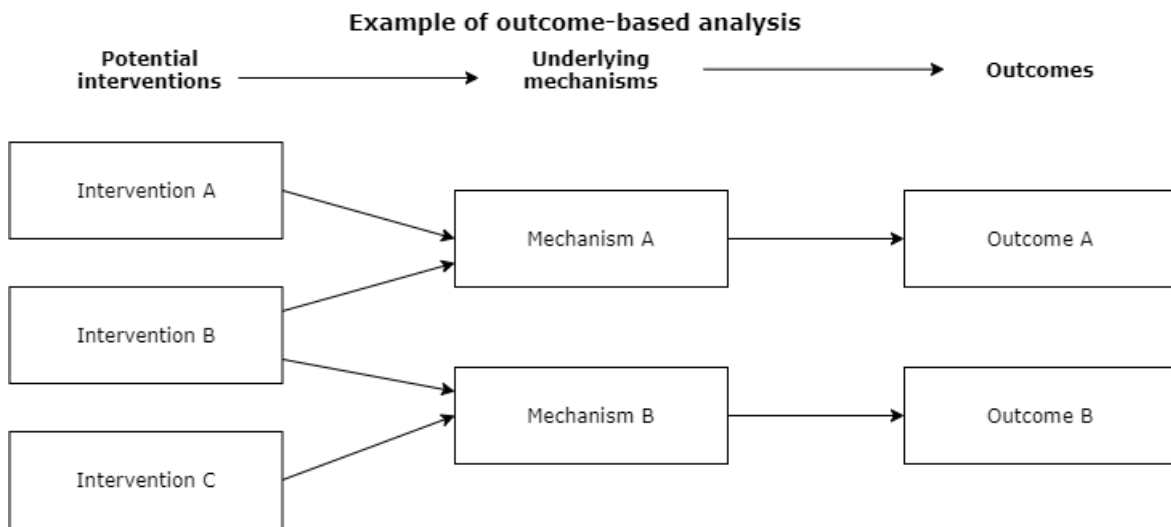 Example of outcome-based analysis
Potential
interventions
Underlying
mechanisms
Outcomes
Intervention A
Mechanism A
Outcome A
Intervention B
Mechanism B
Outcome B
Intervention C